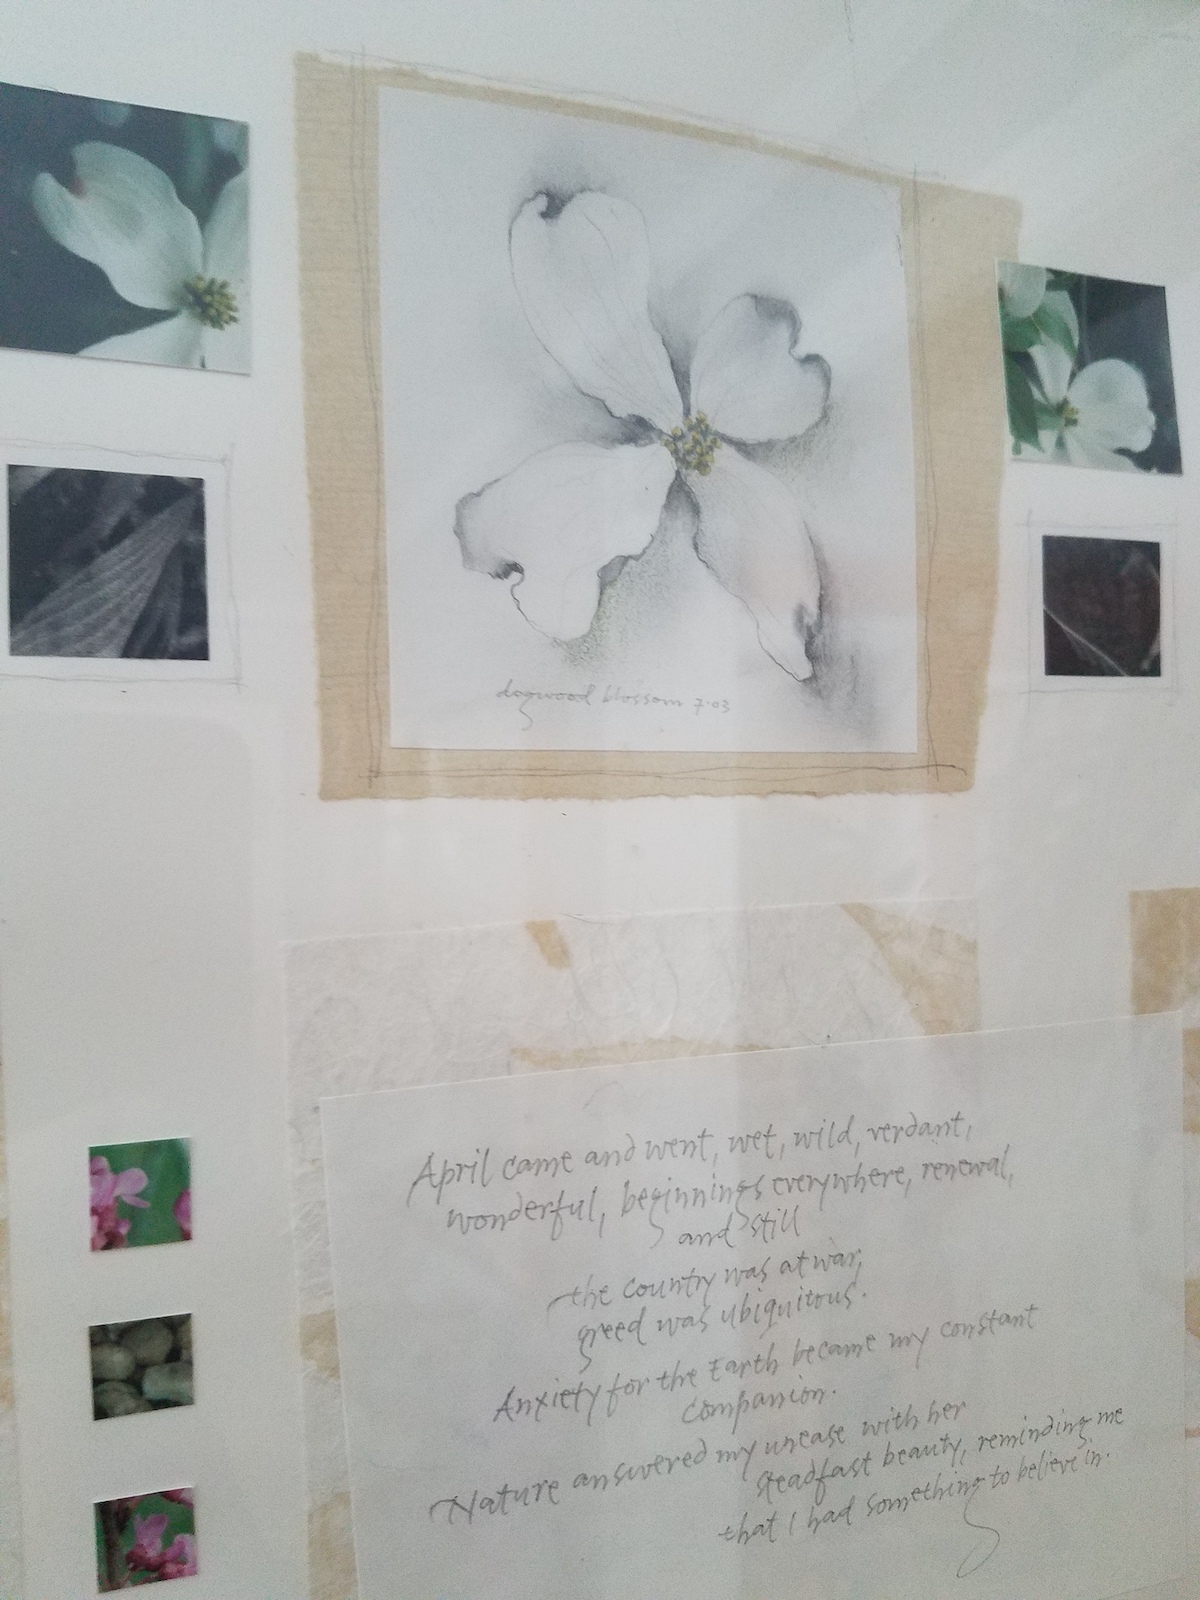 dogwood blossom 7.03
April came and went, wet, wild, verdant,
wonderful, beginnings everywhere, renewal,
and still
the country was at war,
greed was ubiquitous.
Anxiety for the Earth became my constant
companion.
Nature answered my unease with her
steadfast beauty, reminding me
that I had something to believe in.